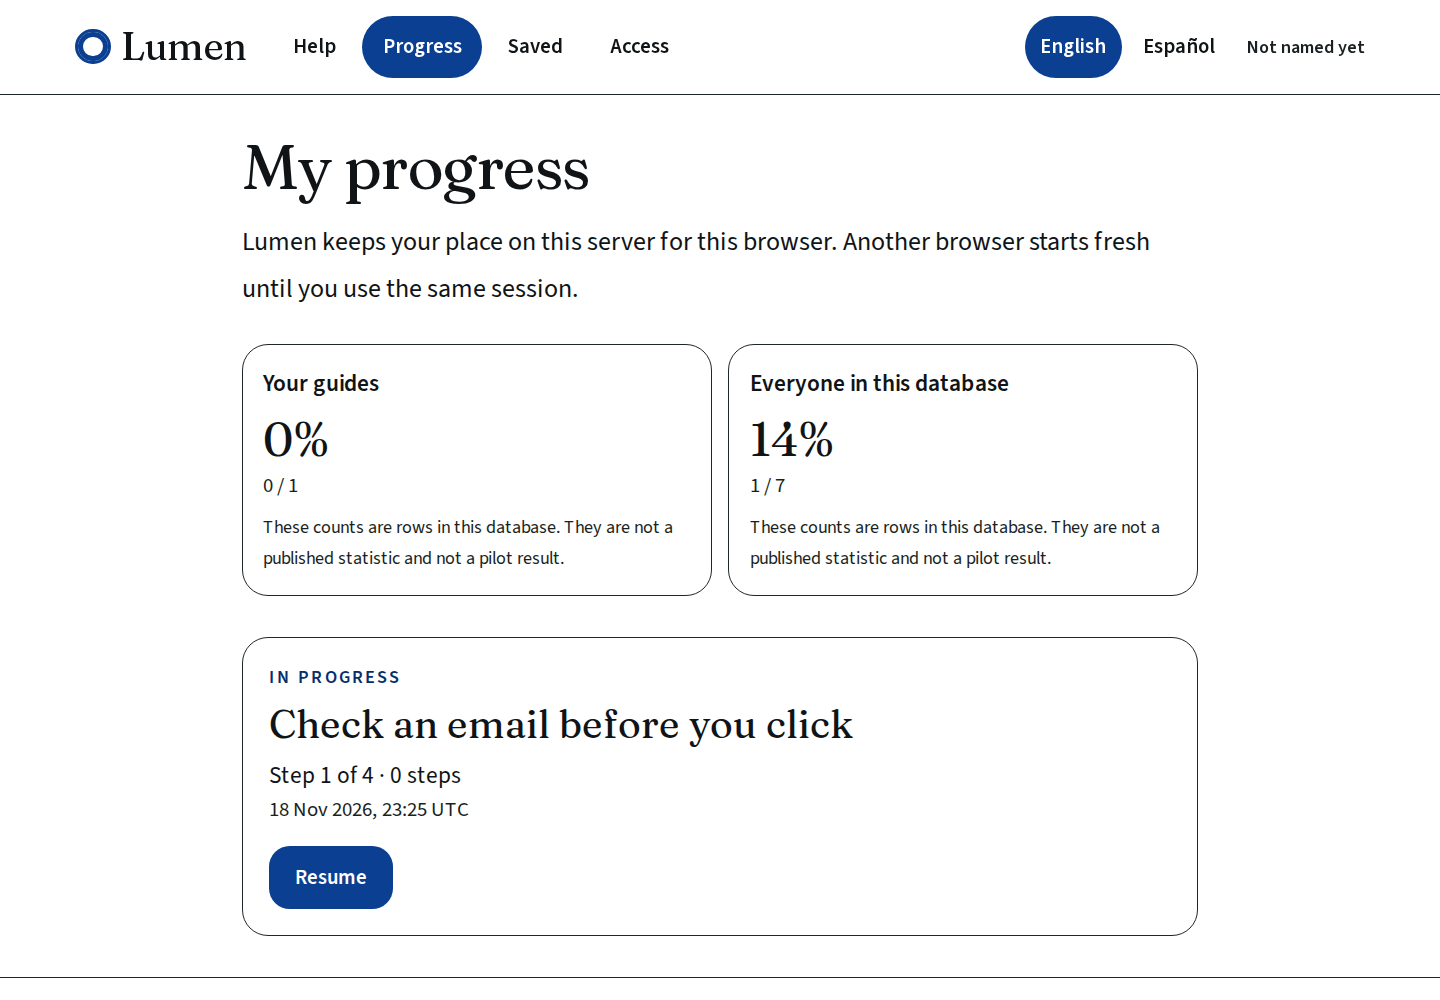 Lumen
Help
Progress
Saved
Access
English
Español
Not named yet
My progress
Lumen keeps your place on this server for this browser. Another browser starts fresh
until you use the same session.
Your guides
0%
0 / 1
These counts are rows in this database. They are not a
published statistic and not a pilot result.
Everyone in this database
14%
1 / 7
These counts are rows in this database. They are not a
published statistic and not a pilot result.
IN PROGRESS
Check an email before you click
Step 1 of 4 · 0 steps
18 Nov 2026, 23:25 UTC
Resume